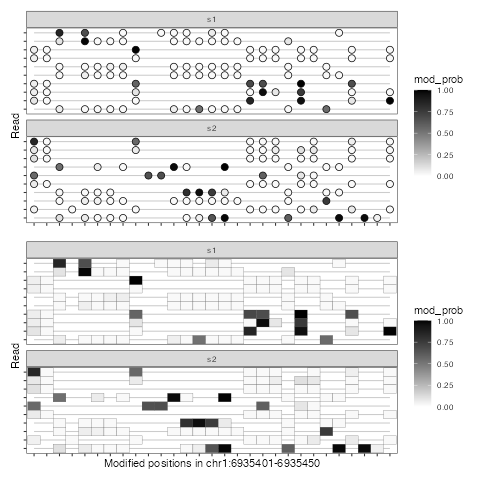 s1
mod_prob
1.00
0.75
0.50
0.25
0.00
Read
s2
s1
mod_prob
1.00
0.75
0.50
0.25
0.00
Read
s2
Modified positions in chr1:6935401-6935450